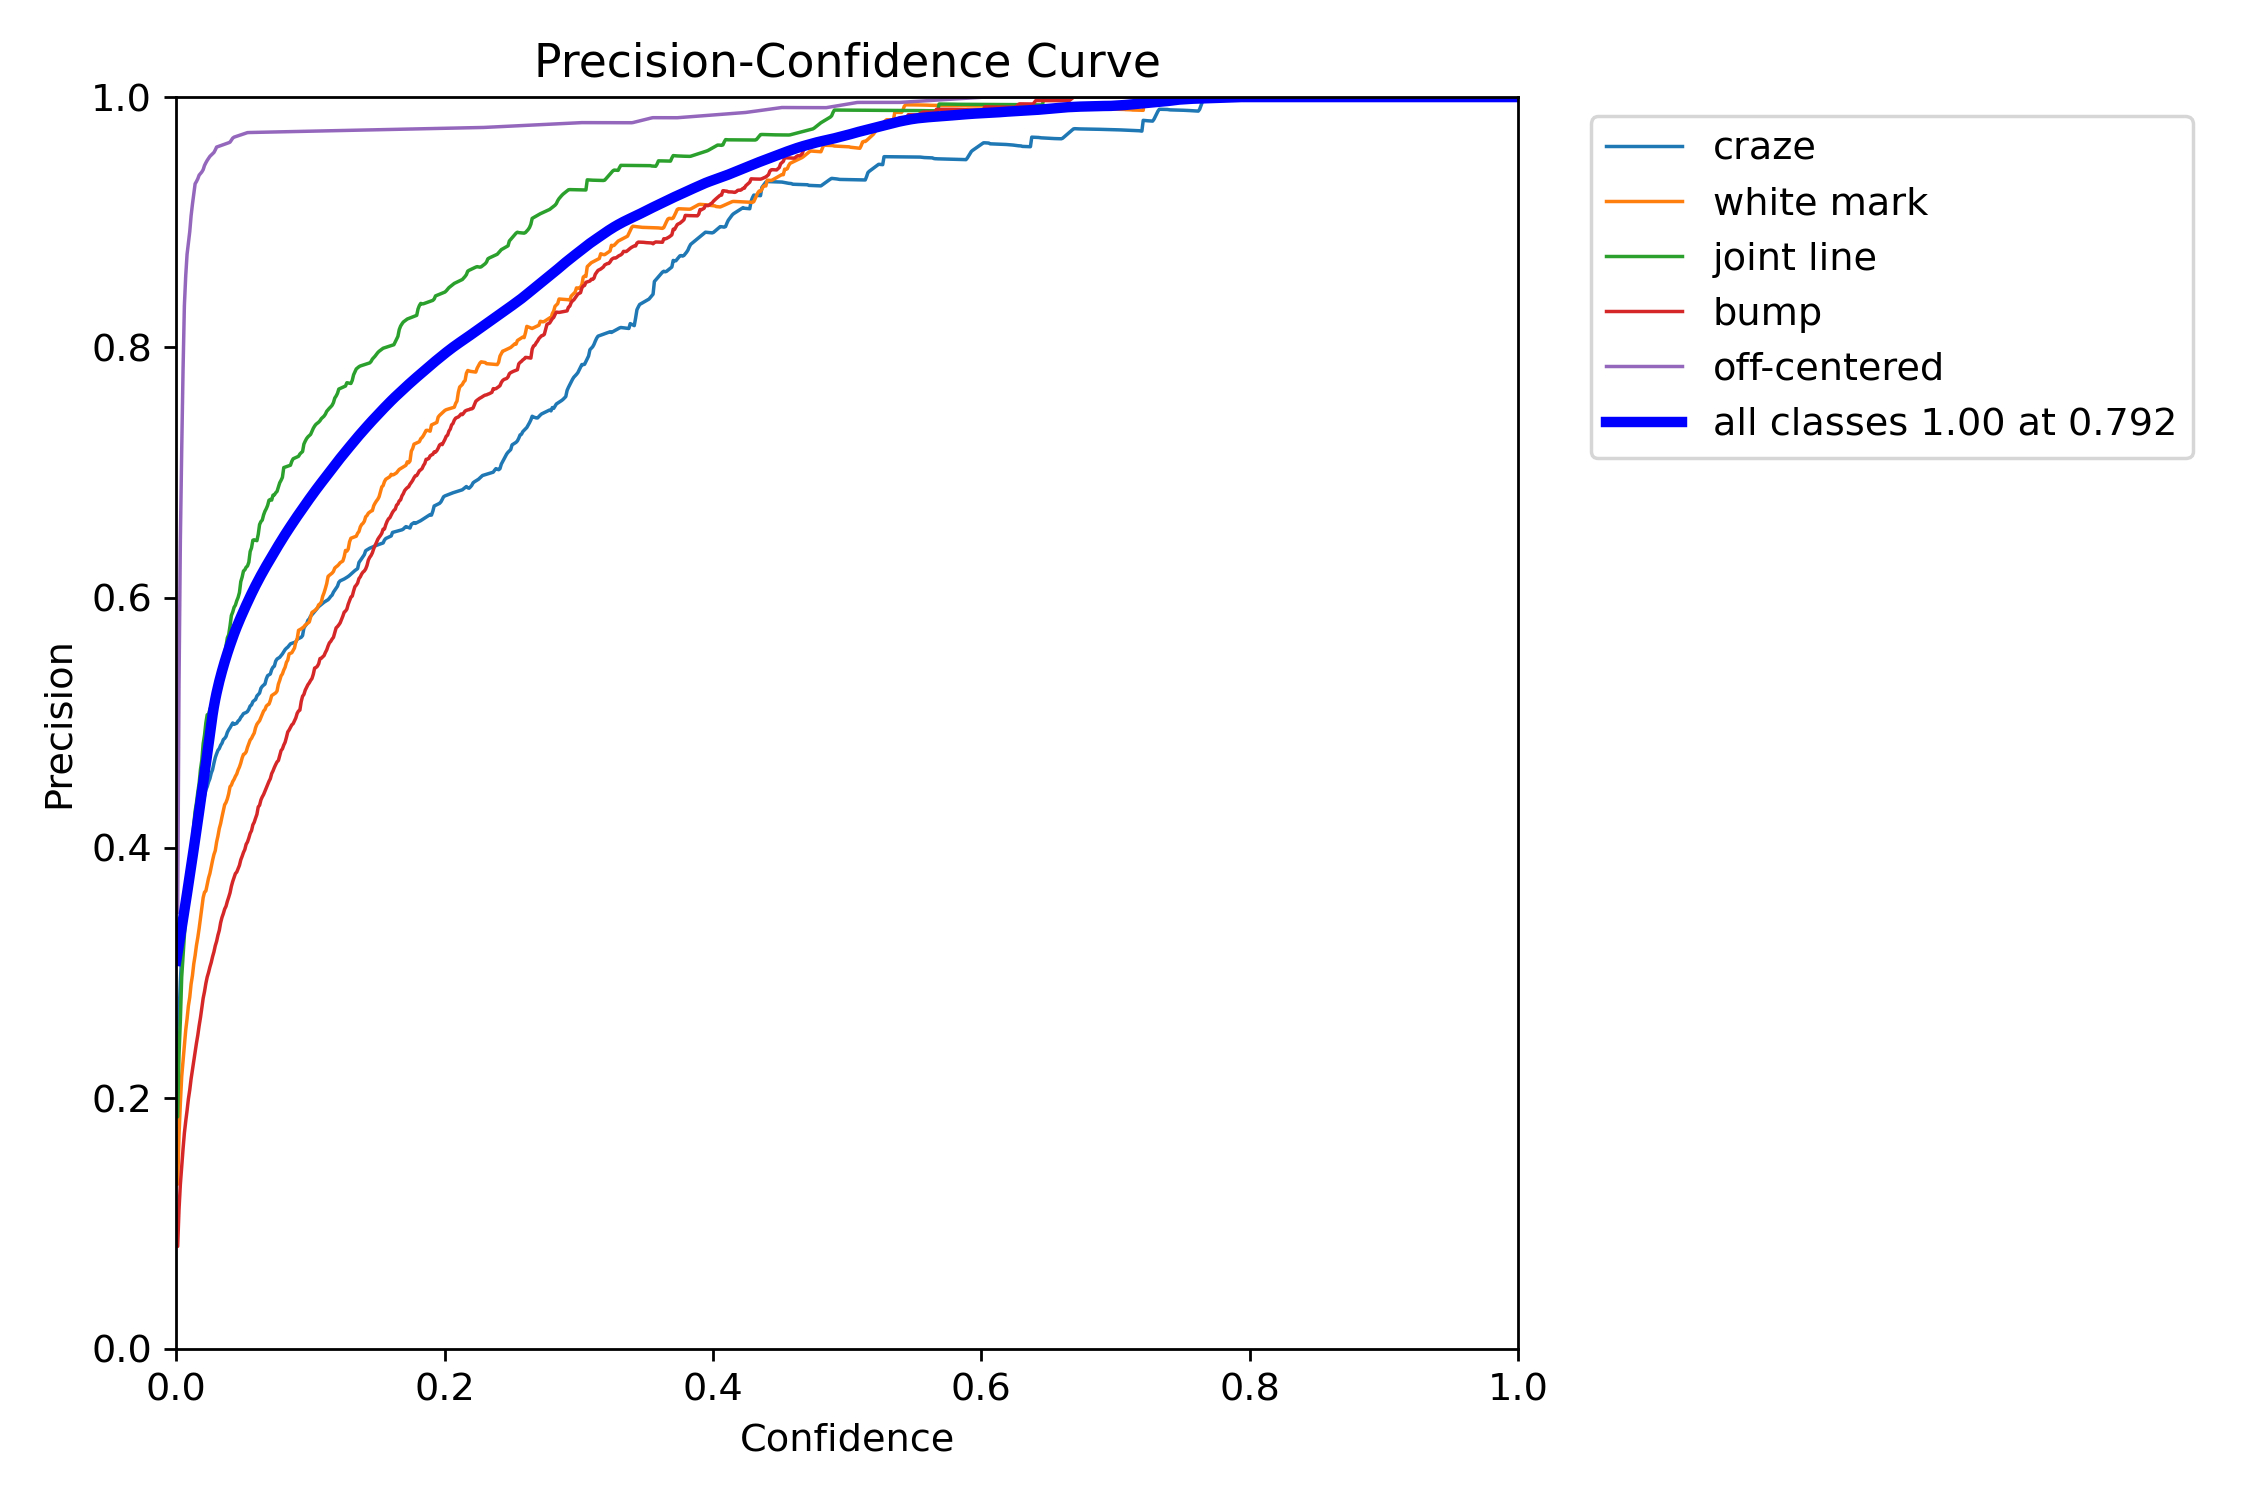 Precision-Confidence Curve
1.0
0.8
0.6
0.4
0.2
0.0
Precision
0.0 0.2 0.4 0.6 0.8 1.0
Confidence
craze
white mark
joint line
bump
off-centered
all classes 1.00 at 0.792